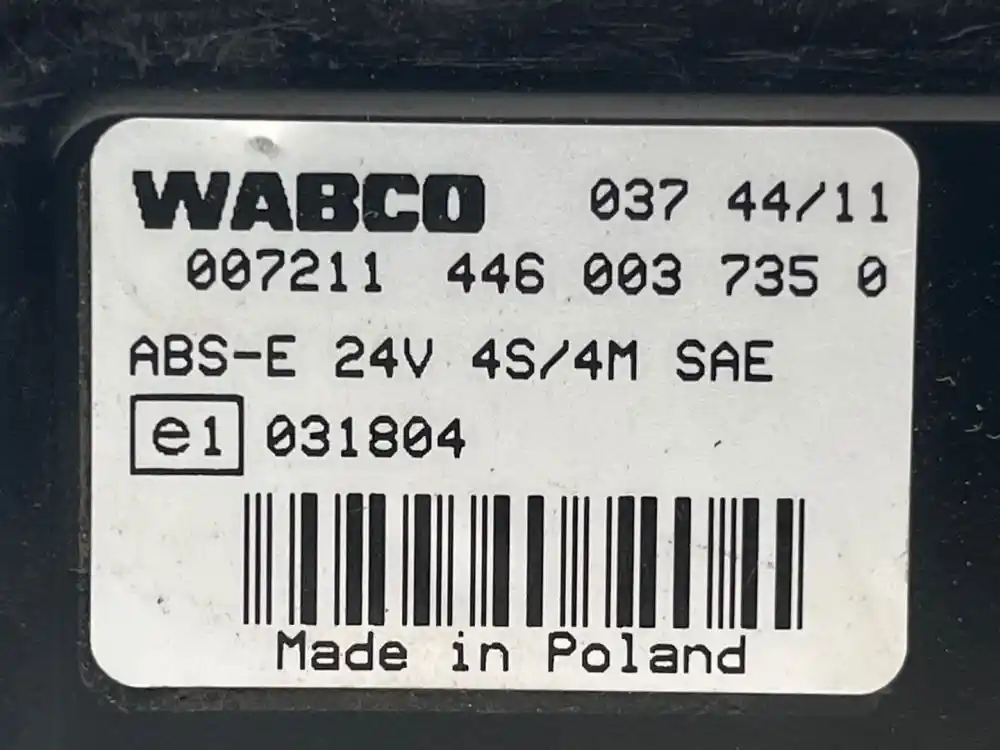 WABCO 037 44/11
007211 446 003 735 0
ABS-E 24V 4S/4M SAE
e1 031804
Made in Poland